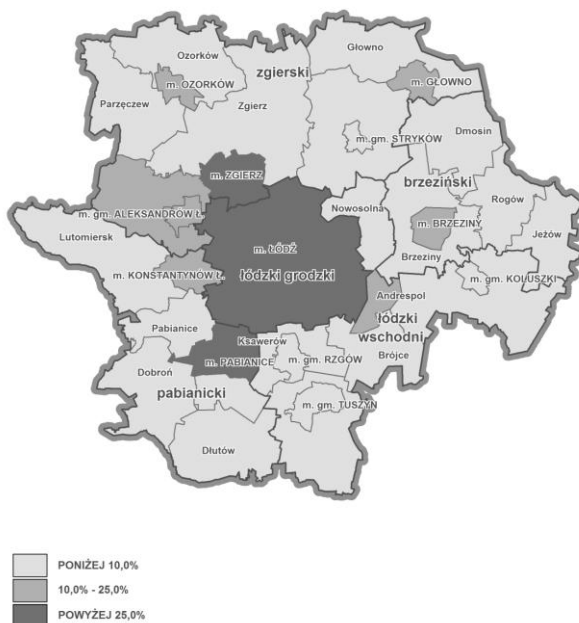 Ozorków
Głowno
zgierski
m. OZORKÓW
m. GŁOWNO
Parzęczew
Zgierz
Dmosin
m. gm. STRYKÓW
m. ZGIERZ
brzeziński
Rogów
m. gm. ALEKSANDRÓW Ł.
Nowosolna
m. BRZEZINY
Lutomiersk
Jeżów
m. ŁÓDŹ
Brzeziny
m. KONSTANTYNÓW Ł.
łódzki grodzki
m. gm. KOLUSZKI
Andrespol
Pabianice
łódzki
wschodni
Ksawerów
m. PABIANICE
m. gm. RZGÓW
Brójce
Dobroń
pabianicki
m. gm. TUSZYN
Dłutów
PONIŻEJ 10,0%
10,0% - 25,0%
POWYŻEJ 25,0%